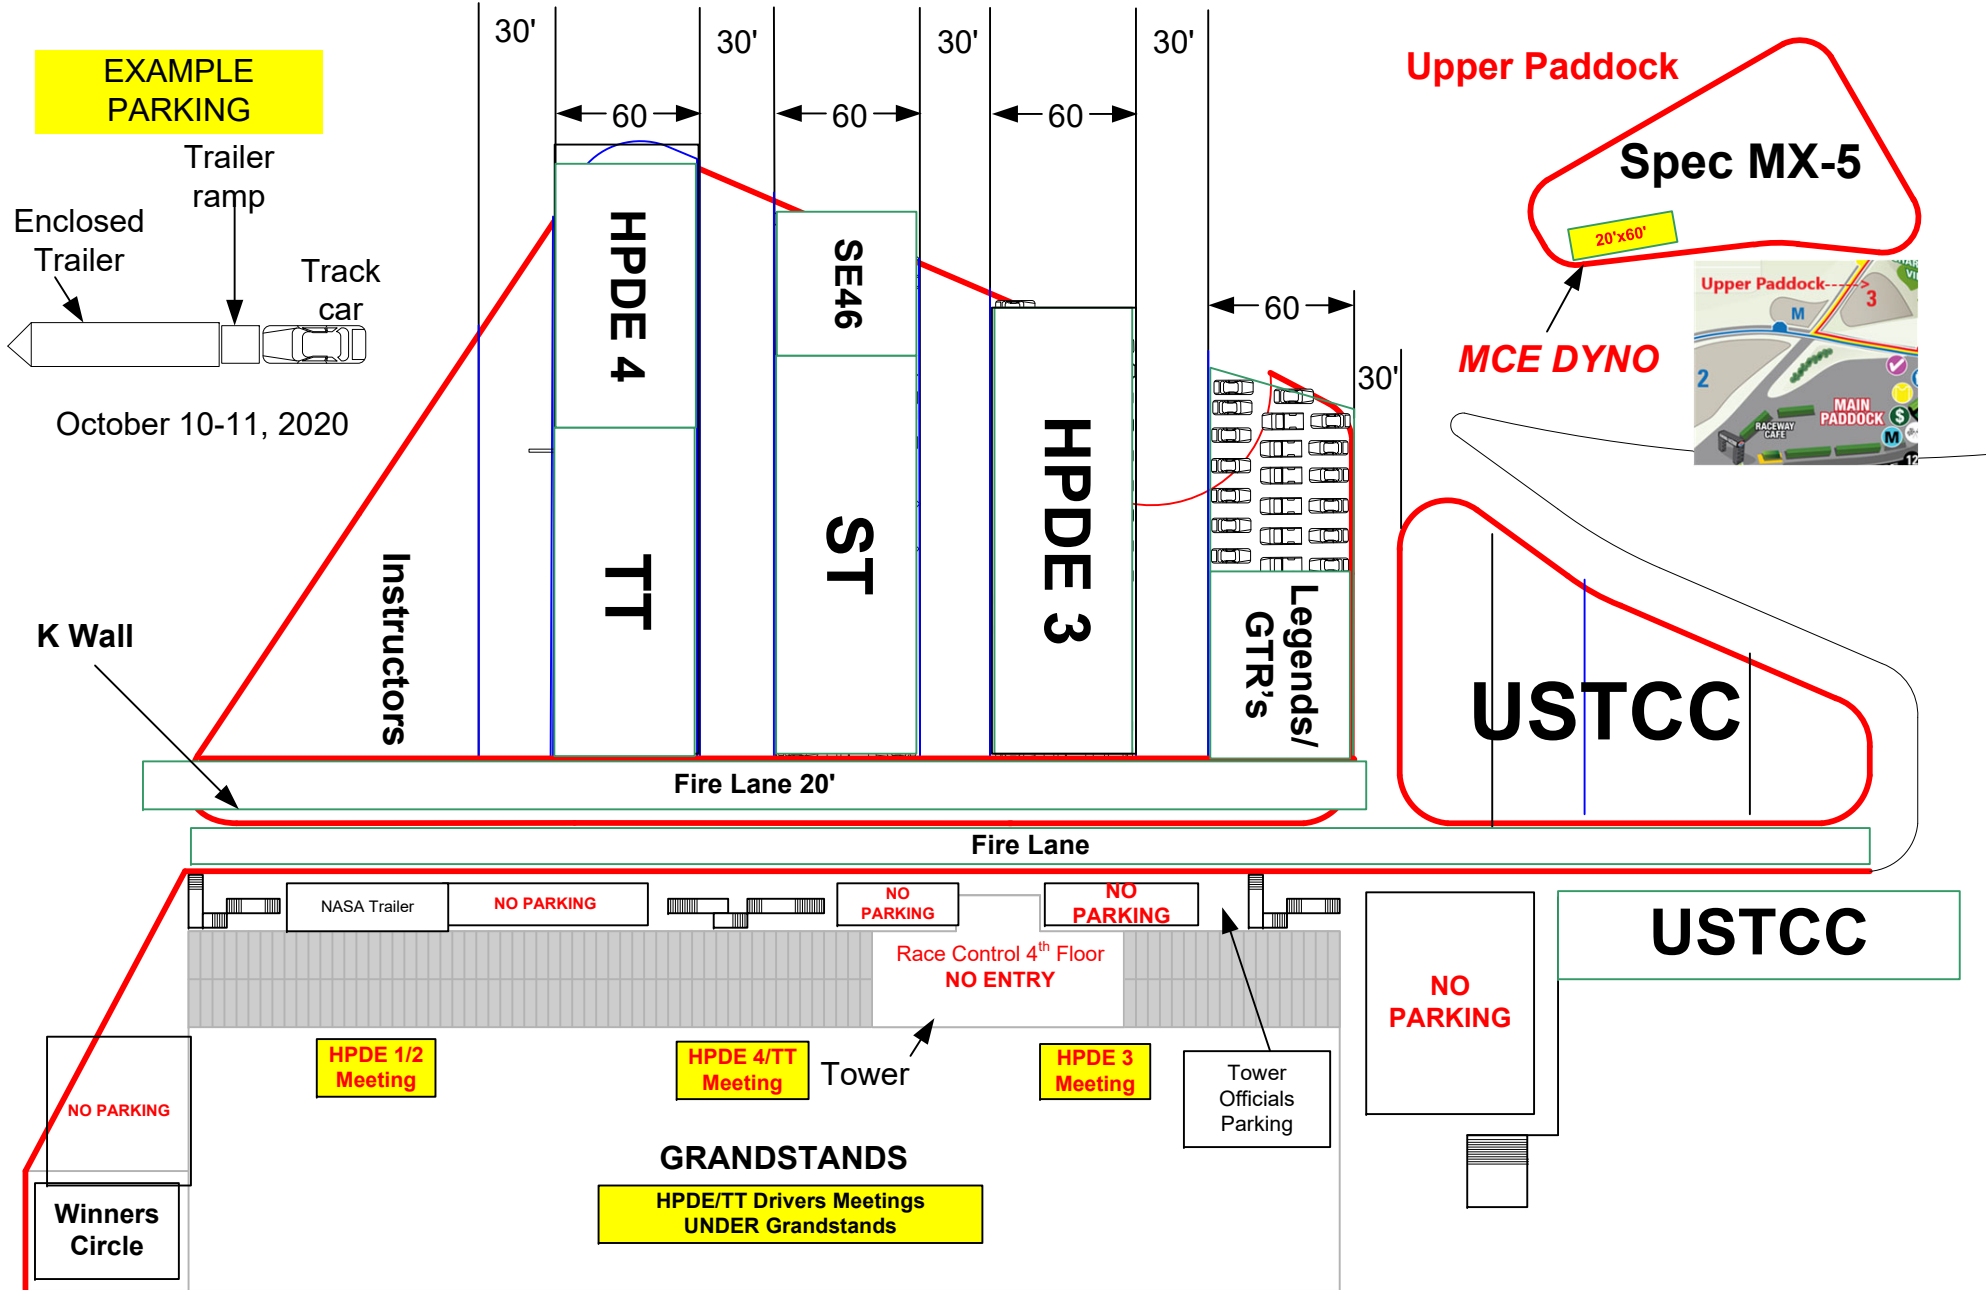 30'
30'
30'
30'
EXAMPLE
PARKING
60
60
60
Upper Paddock
Trailer
ramp
Enclosed
Trailer
Track
car
October 10-11, 2020
HPDE 4
SE46
Spec MX-5
20'x60'
MCE DYNO
Upper Paddock----->
3
M
2
MAIN
PADDOCK
RACEWAY
CAFE
$
M
12
60
30'
Instructors
TT
ST
HPDE 3
Legends/
GTR's
K Wall
USTCC
Fire Lane 20'
Fire Lane
NASA Trailer
NO PARKING
NO
PARKING
NO
PARKING
USTCC
Race Control 4th Floor
NO ENTRY
NO
PARKING
HPDE 1/2
Meeting
HPDE 4/TT
Meeting
Tower
HPDE 3
Meeting
Tower
Officials
Parking
NO PARKING
GRANDSTANDS
HPDE/TT Drivers Meetings
UNDER Grandstands
Winners
Circle